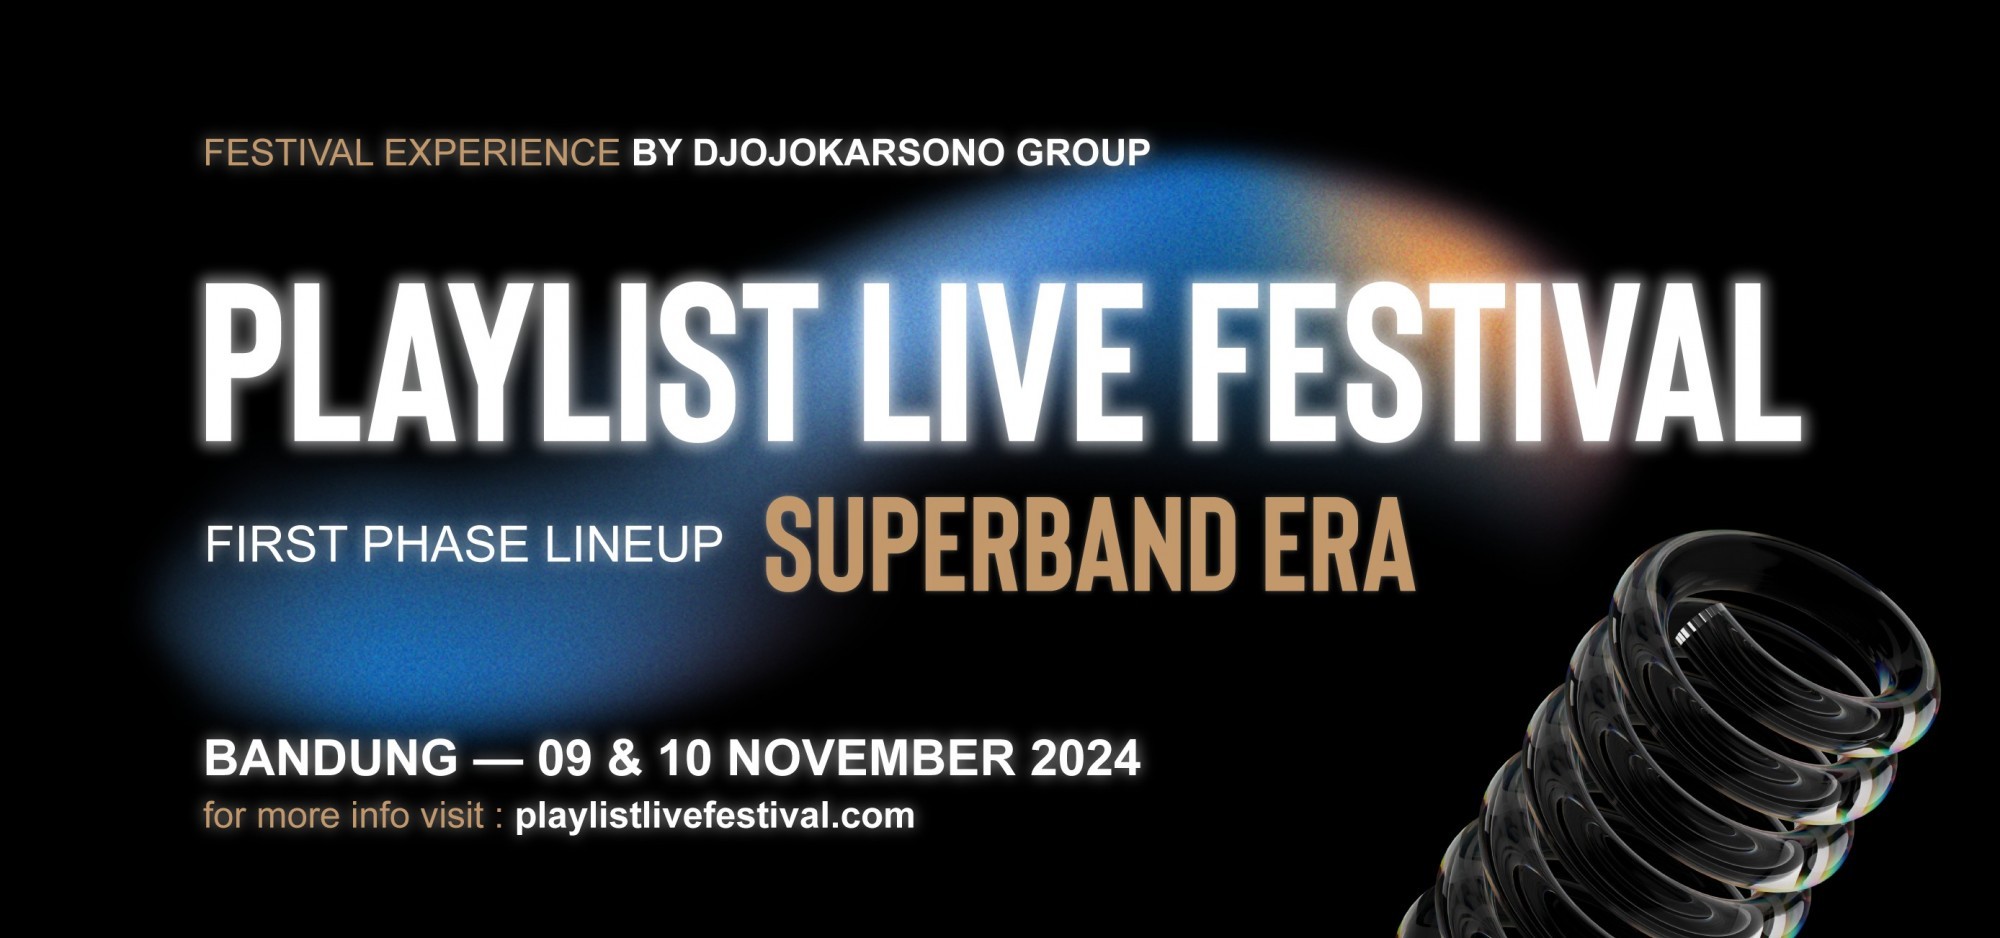 FESTIVAL EXPERIENCE BY DJOJOKARSONO GROUP
PLAYLIST LIVE FESTIVAL
FIRST PHASE LINEUP SUPERBAND ERA
BANDUNG — 09 & 10 NOVEMBER 2024
for more info visit : playlistlivefestival.com